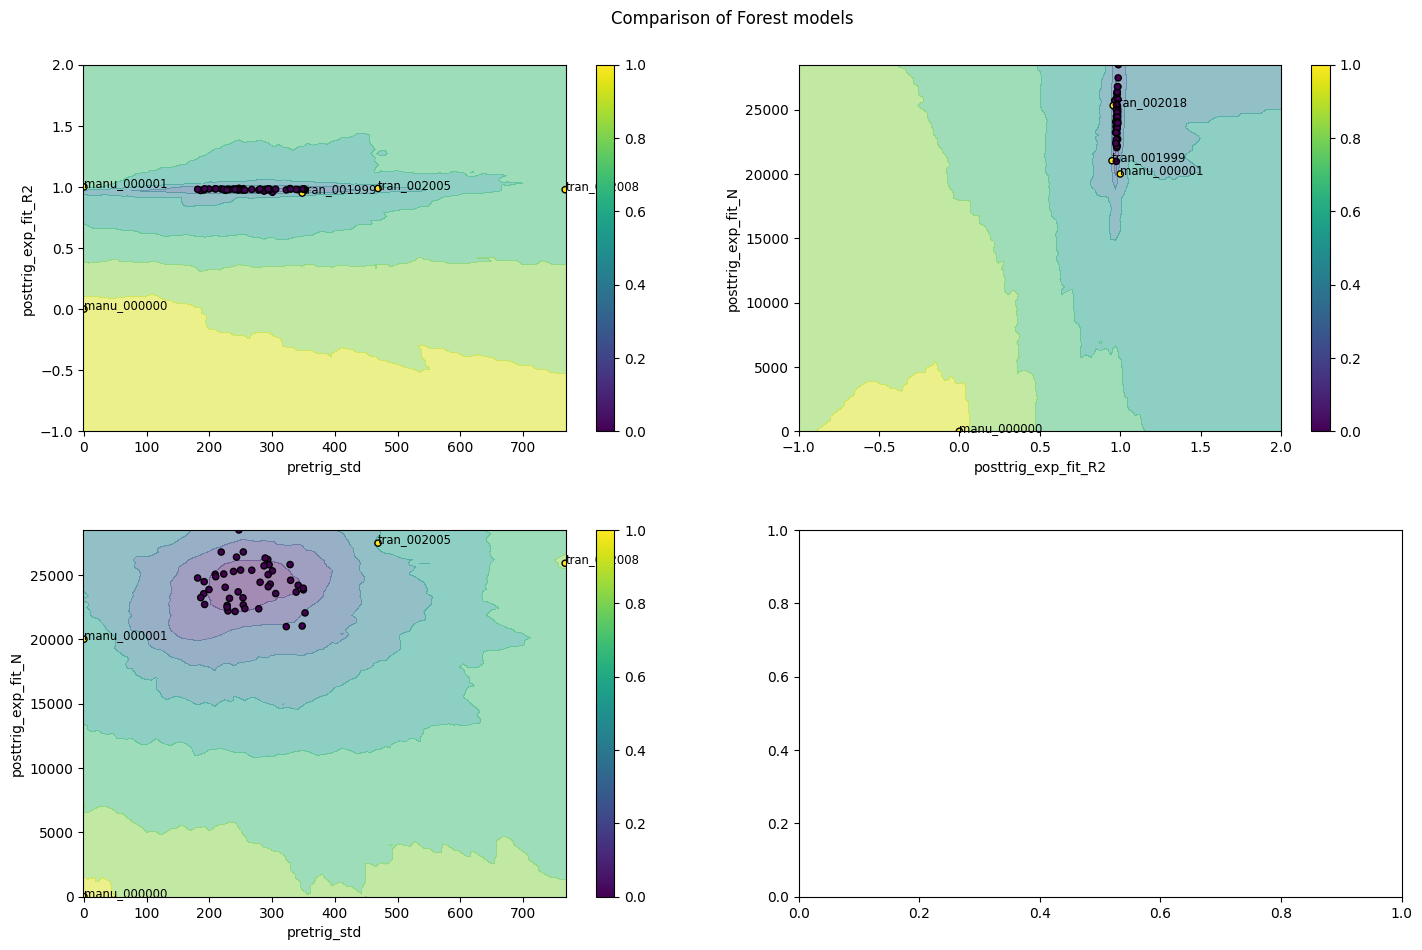 Comparison of Forest models
2.0
1.5
1.0
0.5
0.0
−0.5
−1.0
posttrig_exp_fit_R2
manu_000001
tran_001999
tran_002005
manu_000000
0 100 200 300 400 500 600 700
pretrig_std
1.0
0.8
0.6
0.4
0.2
0.0
25000
20000
15000
10000
5000
0
posttrig_exp_fit_N
tran_002018
tran_001999
manu_000001
manu_000000
−1.0 −0.5 0.0 0.5 1.0 1.5 2.0
posttrig_exp_fit_R2
1.0
0.8
0.6
0.4
0.2
0.0
25000
20000
15000
10000
5000
0
posttrig_exp_fit_N
tran_002005
manu_000001
manu_000000
0 100 200 300 400 500 600 700
pretrig_std
1.0
0.8
0.6
0.4
0.2
0.0
1.0
0.8
0.6
0.4
0.2
0.0
0.0 0.2 0.4 0.6 0.8 1.0